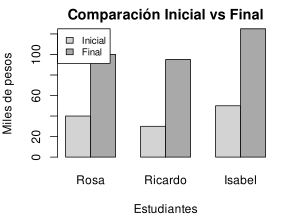 Comparación Inicial vs Final
Inicial
Final
Miles de pesos
100
60
20
0
Rosa Ricardo Isabel
Estudiantes